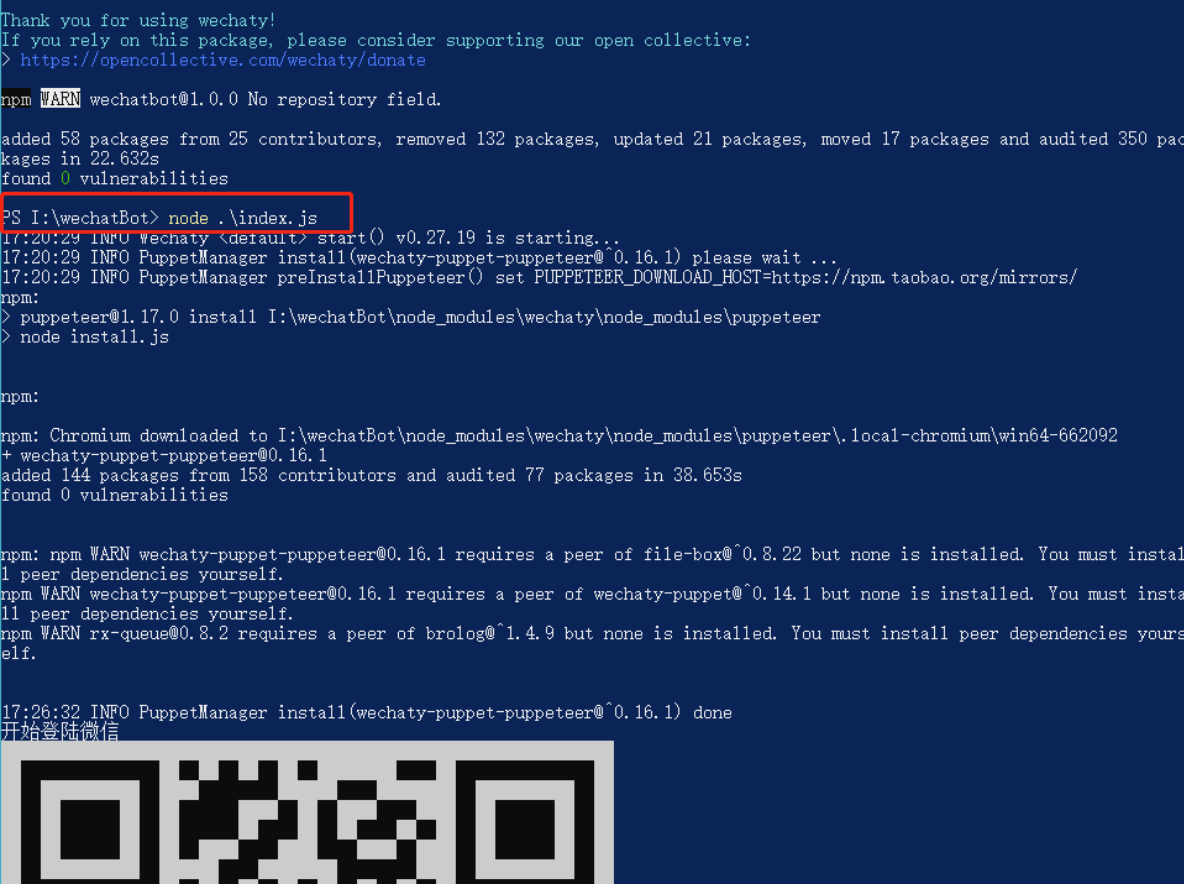 Thank you for using wechaty!
If you rely on this package, please consider supporting our open collective:
> https://opencollective.com/wechaty/donate
npm WARN wechatbot@1.0.0 No repository field.
added 58 packages from 25 contributors, removed 132 packages, updated 21 packages, moved 17 packages and audited 350 pac
kages in 22.632s
found 0 vulnerabilities
PS I:\wechatBot> node .\index.js
17:20:29 INFO Wechaty <default> start() v0.27.19 is starting...
17:20:29 INFO PuppetManager install(wechaty-puppet-puppeteer@^0.16.1) please wait ...
17:20:29 INFO PuppetManager preInstallPuppeteer() set PUPPETEER_DOWNLOAD_HOST=https://npm.taobao.org/mirrors/
npm:
> puppeteer@1.17.0 install I:\wechatBot\node_modules\wechaty\node_modules\puppeteer
> node install.js
npm:
npm: Chromium downloaded to I:\wechatBot\node_modules\wechaty\node_modules\puppeteer\.local-chromium\win64-662092
+ wechaty-puppet-puppeteer@0.16.1
added 144 packages from 158 contributors and audited 77 packages in 38.653s
found 0 vulnerabilities
npm: npm WARN wechaty-puppet-puppeteer@0.16.1 requires a peer of file-box@^0.8.22 but none is installed. You must instal
l peer dependencies yourself.
npm WARN wechaty-puppet-puppeteer@0.16.1 requires a peer of wechaty-puppet@^0.14.1 but none is installed. You must insta
ll peer dependencies yourself.
npm WARN rx-queue@0.8.2 requires a peer of brolog@^1.4.9 but none is installed. You must install peer dependencies yours
elf.
17:26:32 INFO PuppetManager install(wechaty-puppet-puppeteer@^0.16.1) done
开始登陆微信